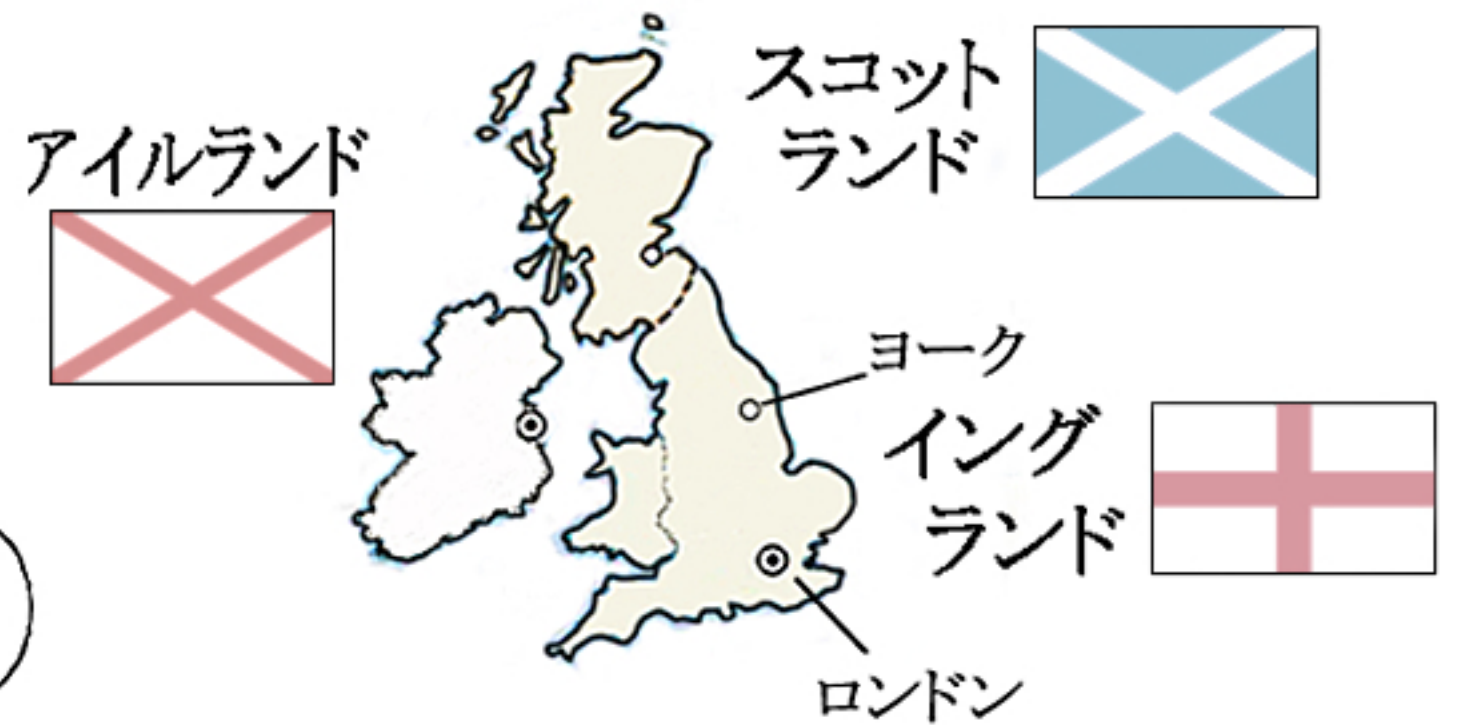 スコット
ランド
アイルランド
ヨーク
イング
ランド
ロンドン